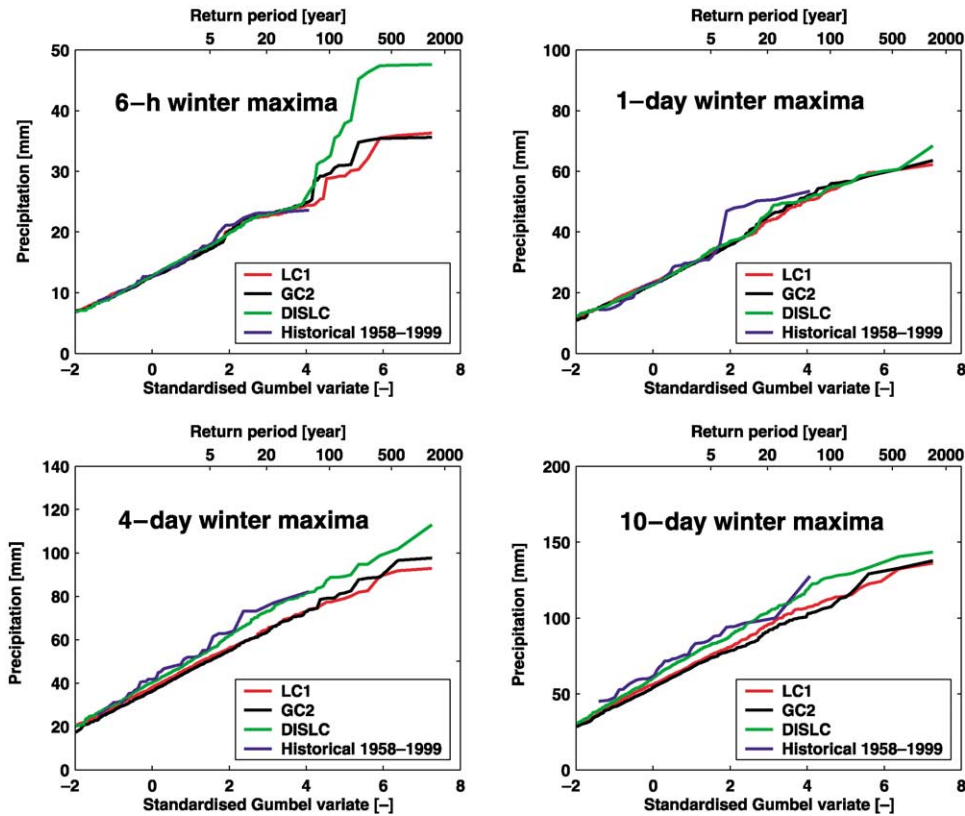 Return period [year]
5 20 100 500 2000
50
40
30
20
10
0
Precipitation [mm]
6–h winter maxima
LC1
GC2
DISLC
Historical 1958–1999
–2 0 2 4 6 8
Standardised Gumbel variate [–]
Return period [year]
5 20 100 500 2000
100
80
60
40
20
0
Precipitation [mm]
1–day winter maxima
LC1
GC2
DISLC
Historical 1958–1999
–2 0 2 4 6 8
Standardised Gumbel variate [–]
Return period [year]
5 20 100 500 2000
140
120
100
80
60
40
20
0
Precipitation [mm]
4–day winter maxima
LC1
GC2
DISLC
Historical 1958–1999
–2 0 2 4 6 8
Standardised Gumbel variate [–]
Return period [year]
5 20 100 500 2000
200
150
100
50
0
Precipitation [mm]
10–day winter maxima
LC1
GC2
DISLC
Historical 1958–1999
–2 0 2 4 6 8
Standardised Gumbel variate [–]